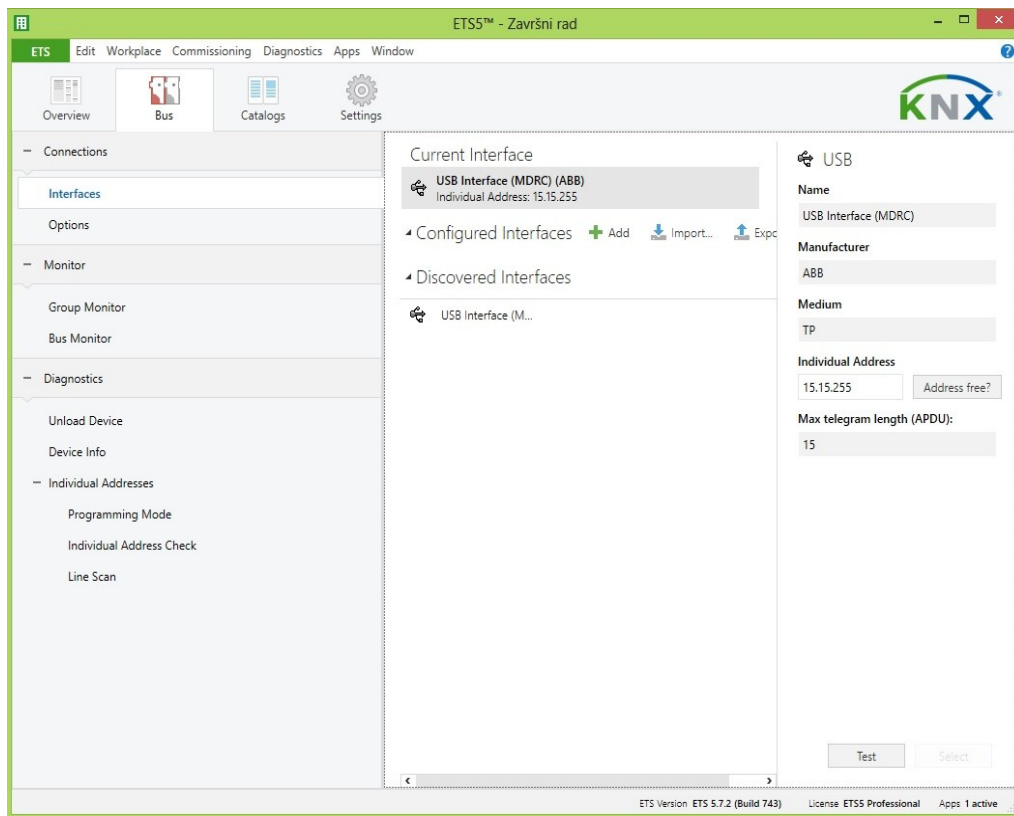 ETS5™ - Završni rad
ETS Edit Workplace Commissioning Diagnostics Apps Window
Overview Bus Catalogs Settings
KNX
Connections
Interfaces
Options
Monitor
Group Monitor
Bus Monitor
Diagnostics
Unload Device
Device Info
Individual Addresses
Programming Mode
Individual Address Check
Line Scan
Current Interface
USB Interface (MDRC) (ABB)
Individual Address: 15.15.255
Configured Interfaces Add Import... Expo
Discovered Interfaces
USB Interface (M...
USB
Name
USB Interface (MDRC)
Manufacturer
ABB
Medium
TP
Individual Address
15.15.255 Address free?
Max telegram length (APDU):
15
Test Select
ETS Version ETS 5.7.2 (Build 743) License ETS5 Professional Apps 1 active